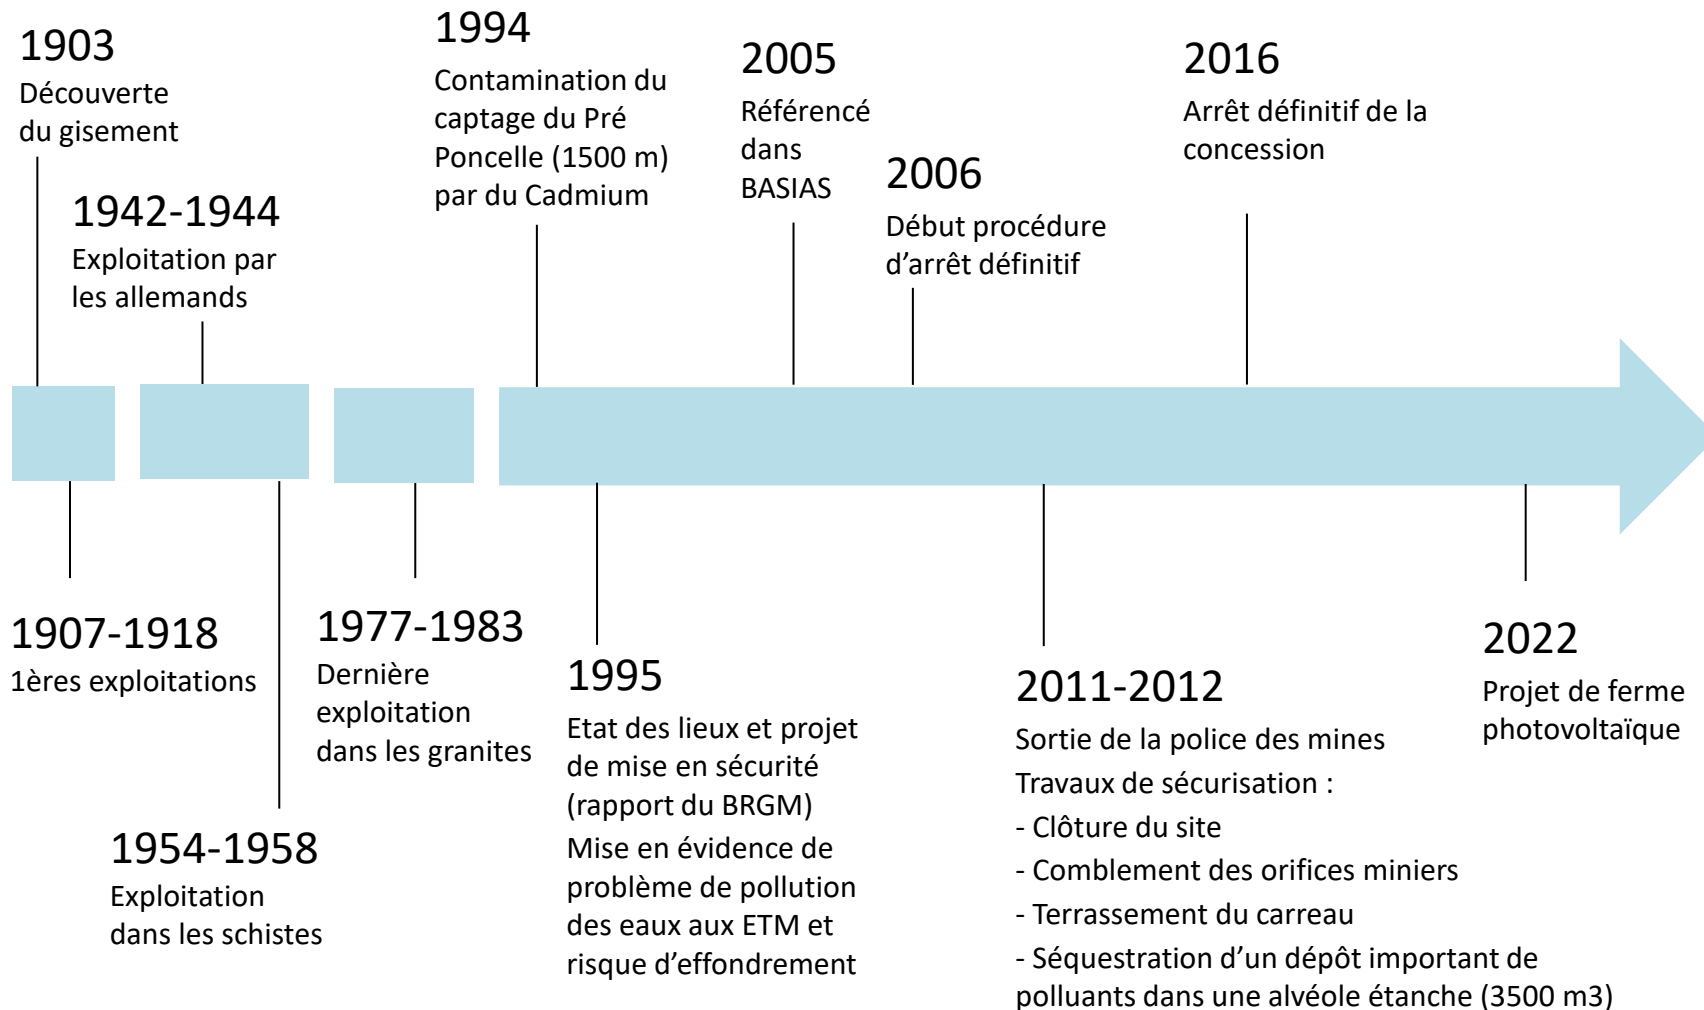 1903
Découverte
du gisement
1942-1944
Exploitation par
les allemands
1994
Contamination du
captage du Pré
Poncelle (1500 m)
par du Cadmium
2005
Référencé
dans
BASIAS
2006
Début procédure
d'arrêt définitif
2016
Arrêt définitif de la
concession
1907-1918
1ères exploitations
1954-1958
Exploitation
dans les schistes
1977-1983
Dernière
exploitation
dans les granites
1995
Etat des lieux et projet
de mise en sécurité
(rapport du BRGM)
Mise en évidence de
problème de pollution
des eaux aux ETM et
risque d'effondrement
2011-2012
Sortie de la police des mines
Travaux de sécurisation :
- Clôture du site
- Comblement des orifices miniers
- Terrassement du carreau
- Séquestration d'un dépôt important de
polluants dans une alvéole étanche (3500 m3)
2022
Projet de ferme
photovoltaïque